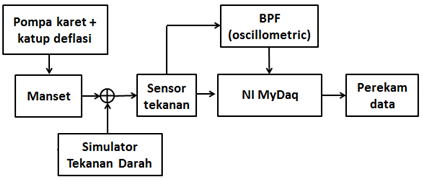 Pompa karet +
katup deflasi
BPF
(oscillometric)
Manset
Sensor
tekanan
NI MyDaq
Perekam
data
Simulator
Tekanan Darah